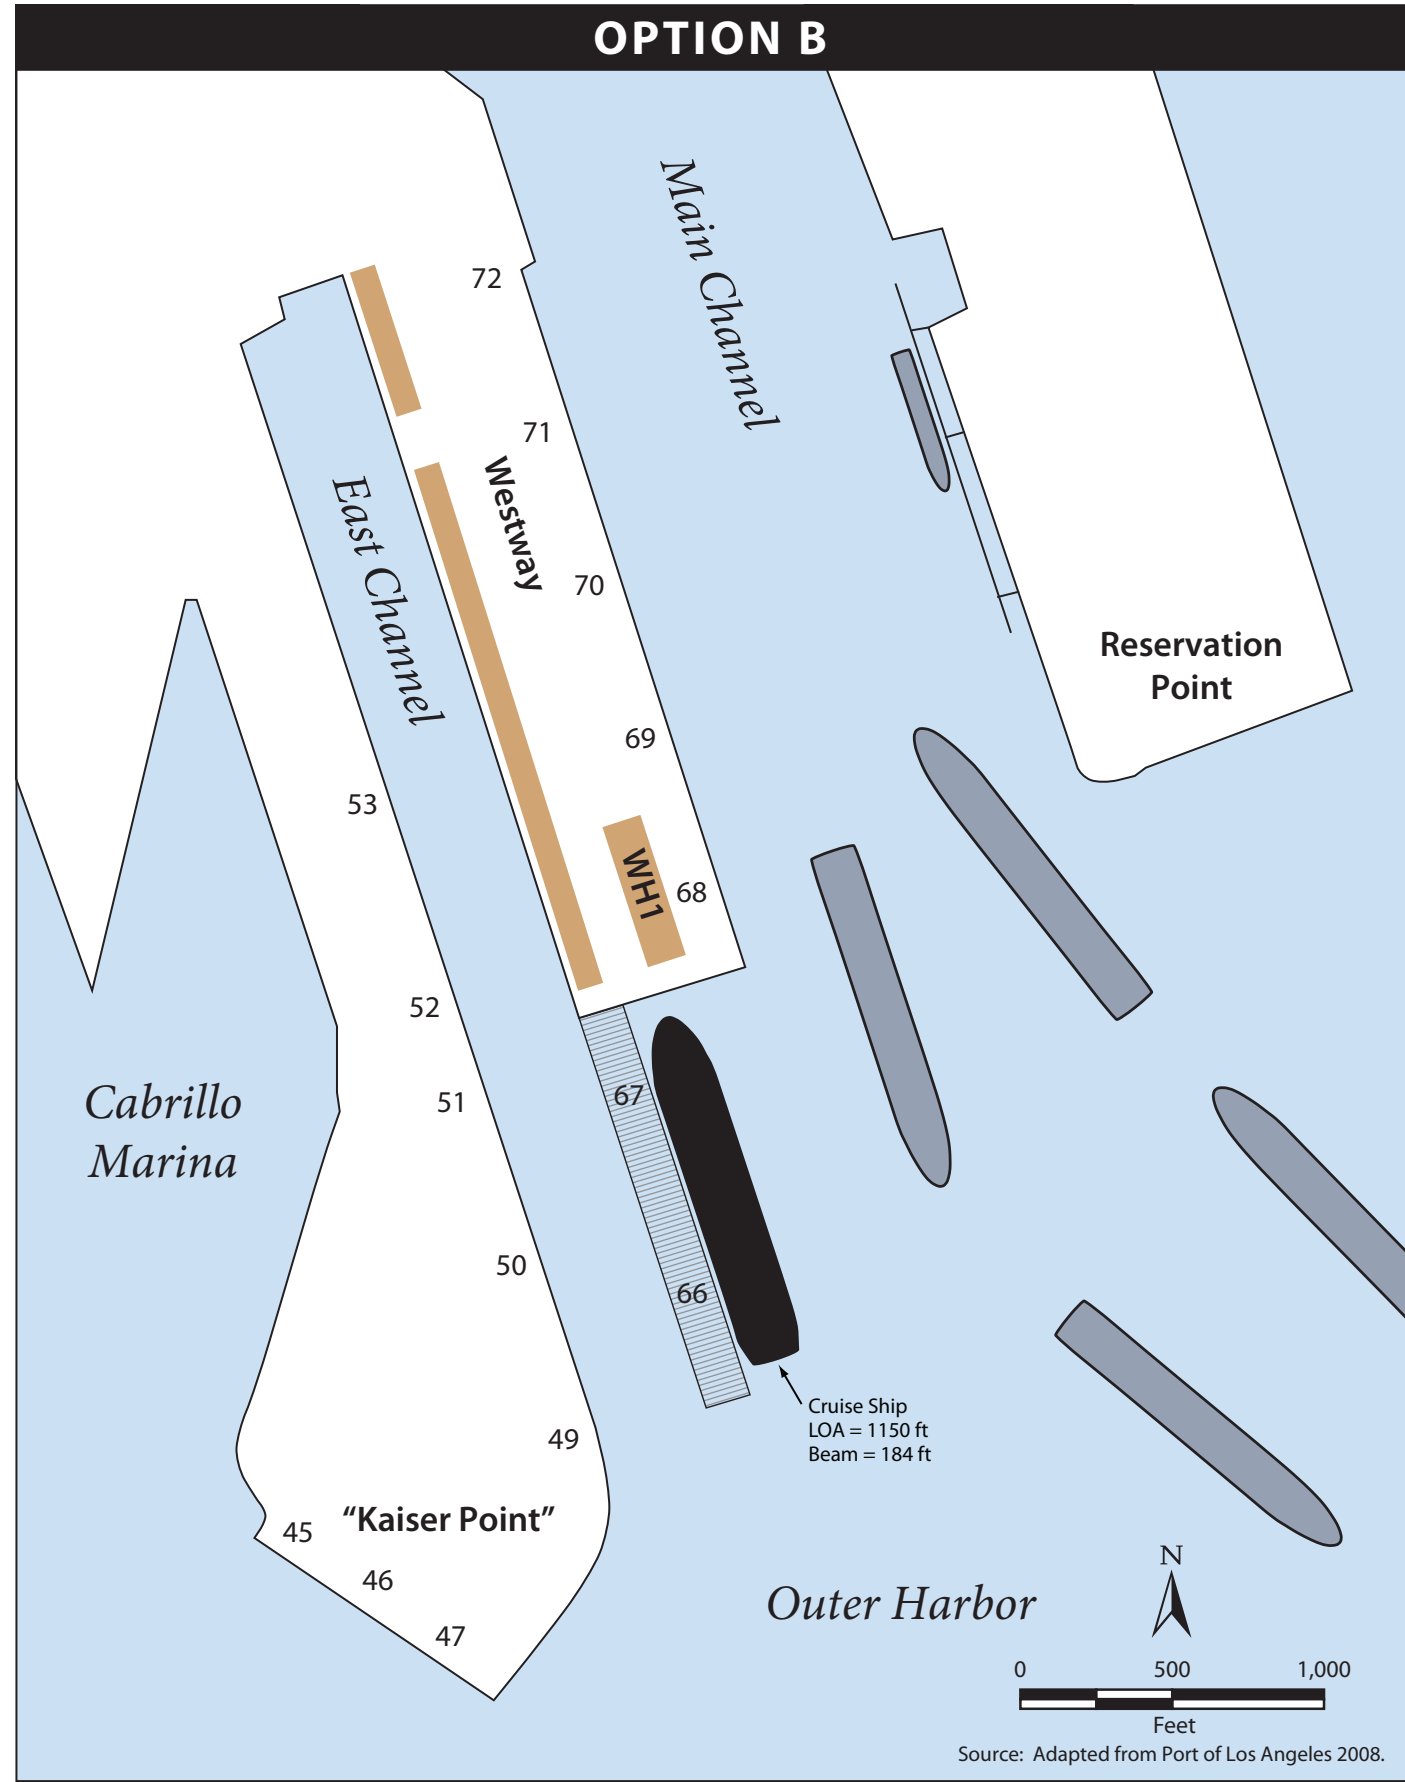 OPTION B
Main Channel
72
71
Westway
East Channel
70
Reservation
Point
69
53
WH1
68
52
67
51
Cabrillo
Marina
50
66
Cruise Ship
LOA = 1150 ft
Beam = 184 ft
49
“Kaiser Point”
45
46
47
Outer Harbor
N
0 500 1,000
Feet
Source: Adapted from Port of Los Angeles 2008.